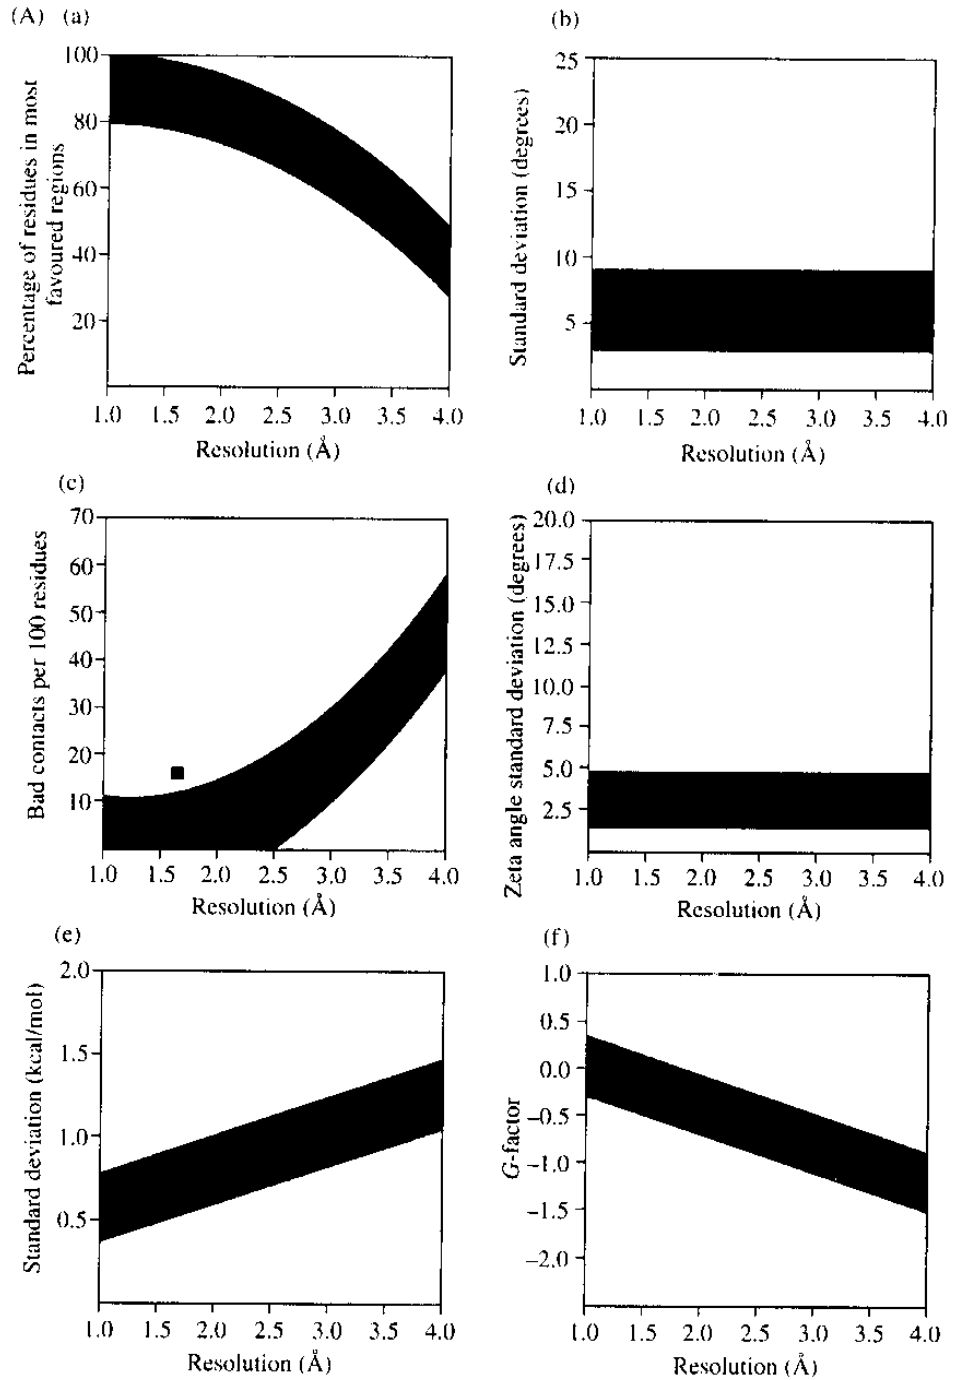 (A) (a)
100
80
60
40
20
Percentage of residues in most
favoured regions
1.0 1.5 2.0 2.5 3.0 3.5 4.0
Resolution (Å)
(b)
25
20
15
10
5
Standard deviation (degrees)
1.0 1.5 2.0 2.5 3.0 3.5 4.0
Resolution (Å)
(c)
70
60
50
40
30
20
10
Bad contacts per 100 residues
1.0 1.5 2.0 2.5 3.0 3.5 4.0
Resolution (Å)
(d)
20.0
17.5
15.0
12.5
10.0
7.5
5.0
2.5
Zeta angle standard deviation (degrees)
1.0 1.5 2.0 2.5 3.0 3.5 4.0
Resolution (Å)
(e)
2.0
1.5
1.0
0.5
Standard deviation (kcal/mol)
1.0 1.5 2.0 2.5 3.0 3.5 4.0
Resolution (Å)
(f)
1.0
0.5
0.0
−0.5
−1.0
−1.5
−2.0
G-factor
1.0 1.5 2.0 2.5 3.0 3.5 4.0
Resolution (Å)